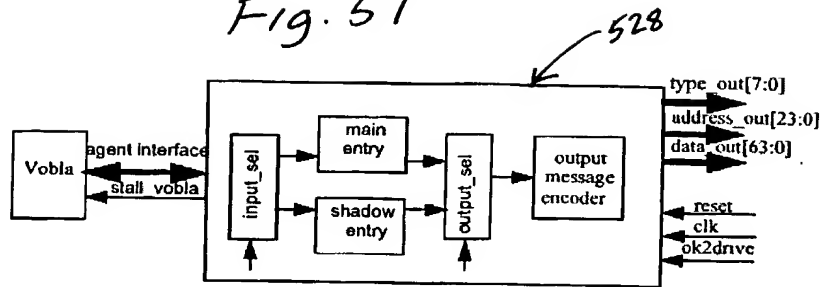 Fig. 51
528
type_out[7:0]
address_out[23:0]
data_out[63:0]
Vobla
agent interface
stall_vobla
input_sel
main
entry
shadow
entry
output_sel
output
message
encoder
reset
clk
ok2drive